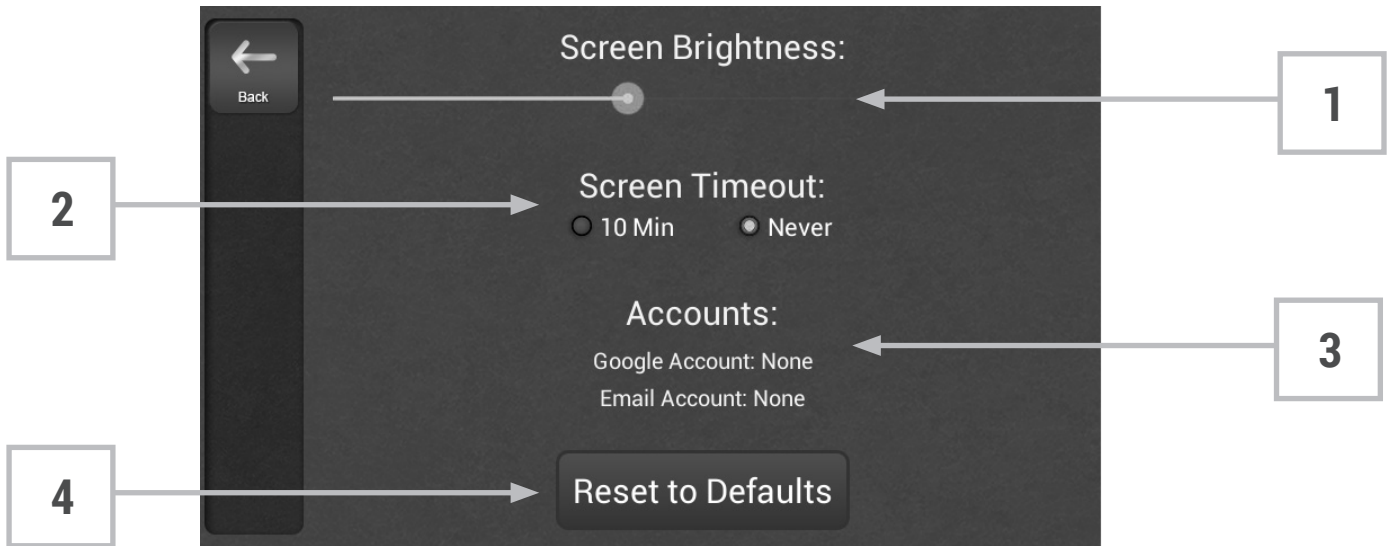 Screen Brightness:
Back
1
2
Screen Timeout:
10 Min Never
Accounts:
3
Google Account: None
Email Account: None
4
Reset to Defaults